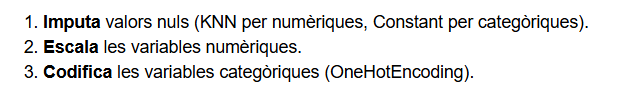 1. Imputa valors nuls (KNN per numèriques, Constant per categòriques).
2. Escala les variables numèriques.
3. Codifica les variables categòriques (OneHotEncoding).